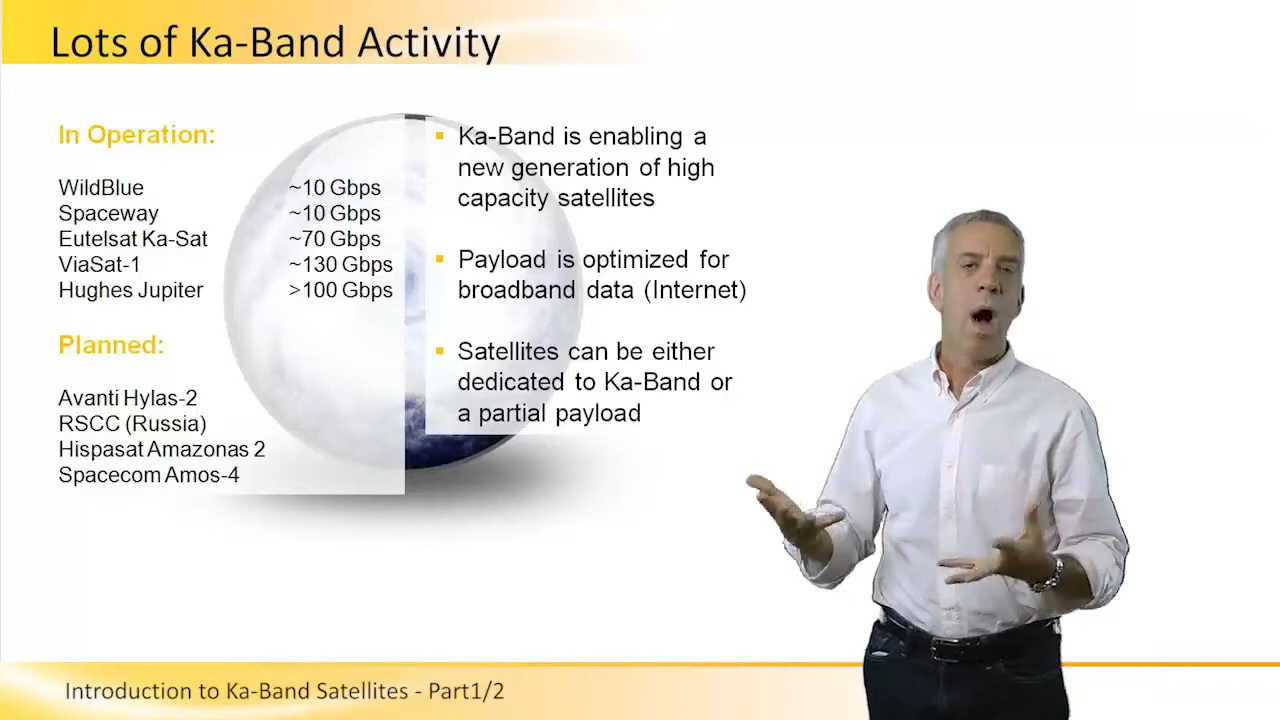 Lots of Ka-Band Activity
In Operation:
WildBlue ~10 Gbps
Spaceway ~10 Gbps
Eutelsat Ka-Sat ~70 Gbps
ViaSat-1 ~130 Gbps
Hughes Jupiter >100 Gbps
Planned:
Avanti Hylas-2
RSCC (Russia)
Hispasat Amazonas 2
Spacecom Amos-4
Ka-Band is enabling a
new generation of high
capacity satellites
Payload is optimized for
broadband data (Internet)
Satellites can be either
dedicated to Ka-Band or
a partial payload
Introduction to Ka-Band Satellites - Part1/2